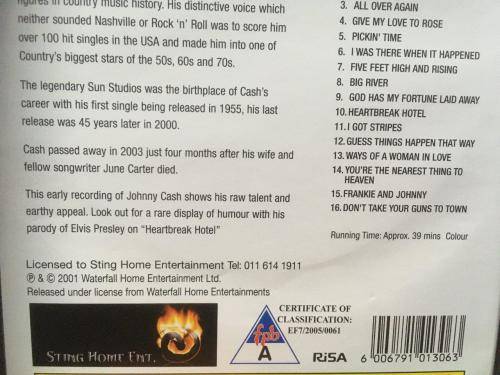 figures in country music history. His distinctive voice which
neither sounded Nashville or Rock 'n' Roll was to score him
over 100 hit singles in the USA and made him into one of
Country's biggest stars of the 50s, 60s and 70s.
The legendary Sun Studios was the birthplace of Cash's
career with his first single being released in 1955, his last
release was 45 years later in 2000.
Cash passed away in 2003 just four months after his wife and
fellow songwriter June Carter died.
This early recording of Johnny Cash shows his raw talent and
earthy appeal. Look out for a rare display of humour with his
parody of Elvis Presley on "Heartbreak Hotel"
3. ALL OVER AGAIN
4. GIVE MY LOVE TO ROSE
5. PICKIN' TIME
6. I WAS THERE WHEN IT HAPPENED
7. FIVE FEET HIGH AND RISING
8. BIG RIVER
9. GOD HAS MY FORTUNE LAID AWAY
10. HEARTBREAK HOTEL
11. I GOT STRIPES
12. GUESS THINGS HAPPEN THAT WAY
13. WAYS OF A WOMAN IN LOVE
14. YOU'RE THE NEAREST THING TO
HEAVEN
15. FRANKIE AND JOHNNY
16. DON'T TAKE YOUR GUNS TO TOWN
Running Time: Approx. 39 mins Colour
Licensed to Sting Home Entertainment Tel: 011 614 1911
℗ & © 2001 Waterfall Home Entertainment Ltd.
Released under license from Waterfall Home Entertainments
STING HOME ENT.
fpb
A
CERTIFICATE OF
CLASSIFICATION:
EF7/2005/0061
RiSA
6 006791 013063